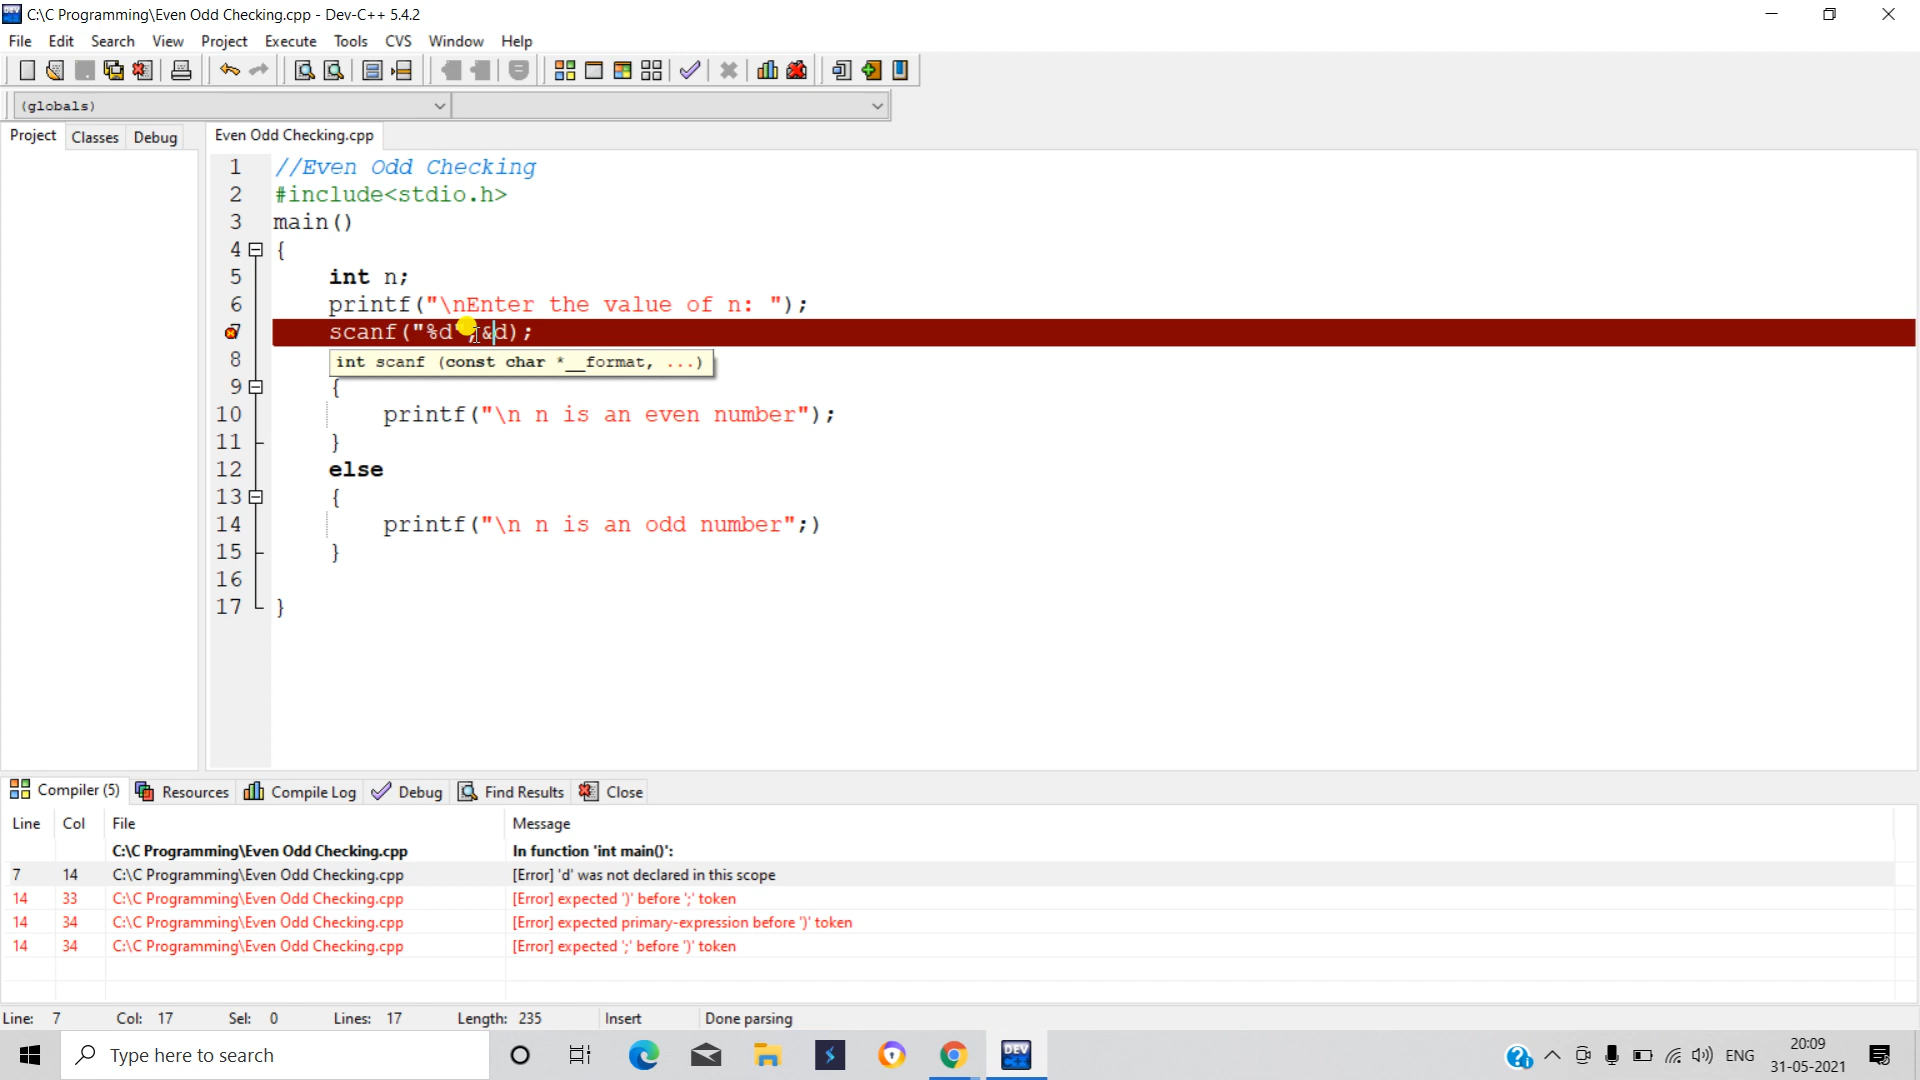 C:\C Programming\Even Odd Checking.cpp - Dev-C++ 5.4.2
File Edit Search View Project Execute Tools CVS Window Help
(globals)
Project Classes Debug Even Odd Checking.cpp
1 //Even Odd Checking
2 #include<stdio.h>
3 main()
4 {
5 int n;
6 printf("\nEnter the value of n: ");
7 scanf("%d",&d);
8 int scanf (const char *__format, ...)
9 {
10 printf("\n n is an even number");
11 }
12 else
13 {
14 printf("\n n is an odd number";)
15 }
16
17 }
Compiler (5) Resources Compile Log Debug Find Results Close
Line Col File Message
C:\C Programming\Even Odd Checking.cpp In function 'int main()':
7 14 C:\C Programming\Even Odd Checking.cpp [Error] 'd' was not declared in this scope
14 33 C:\C Programming\Even Odd Checking.cpp [Error] expected ')' before ';' token
14 34 C:\C Programming\Even Odd Checking.cpp [Error] expected primary-expression before ')' token
14 34 C:\C Programming\Even Odd Checking.cpp [Error] expected ';' before ')' token
Line: 7 Col: 17 Sel: 0 Lines: 17 Length: 235 Insert Done parsing
Type here to search DEV ENG 20:09
31-05-2021